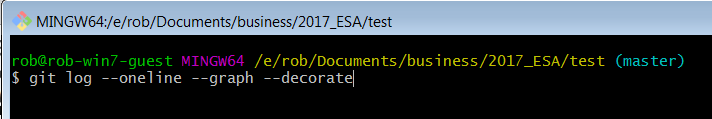 MINGW64:/e/rob/Documents/business/2017_ESA/test
rob@rob-win7-guest MINGW64 /e/rob/Documents/business/2017_ESA/test (master)
$ git log --oneline --graph --decorate